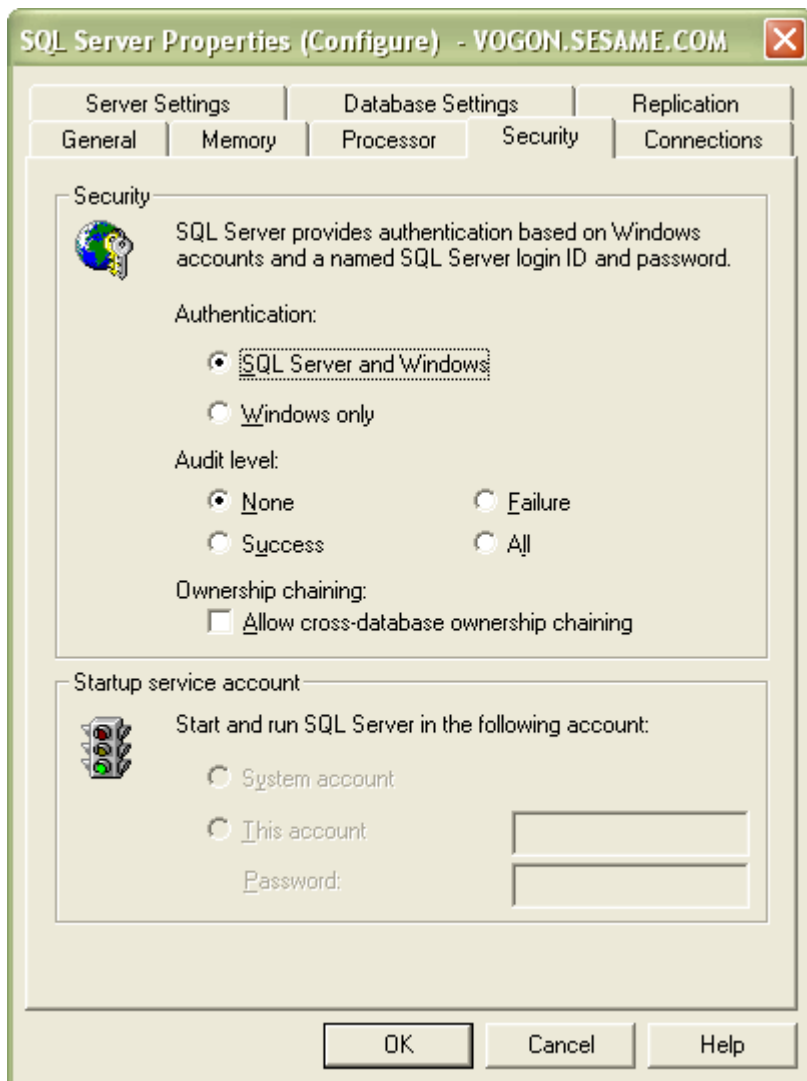 SQL Server Properties (Configure) - VOGON.SESAME.COM
Server Settings Database Settings Replication
General Memory Processor Security Connections
Security
SQL Server provides authentication based on Windows
accounts and a named SQL Server login ID and password.
Authentication:
SQL Server and Windows
Windows only
Audit level:
None Failure
Success All
Ownership chaining:
Allow cross-database ownership chaining
Startup service account
Start and run SQL Server in the following account:
System account
This account
Password:
OK Cancel Help